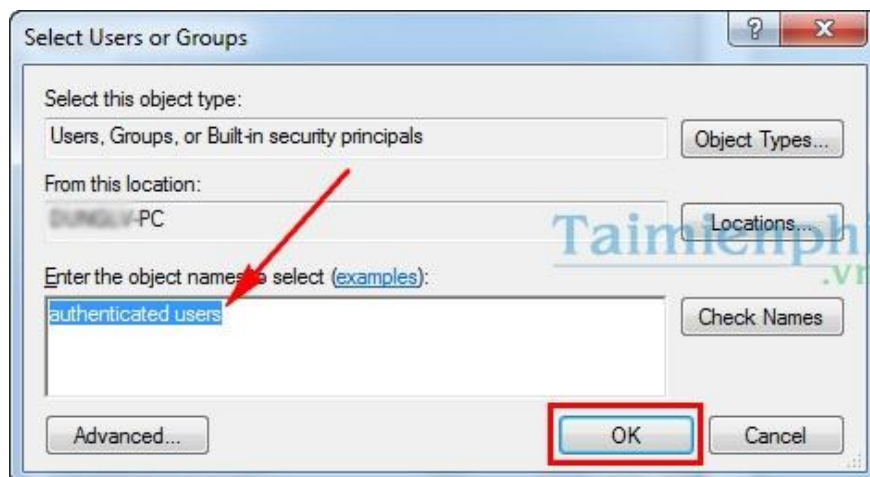 Select Users or Groups
Select this object type:
Users, Groups, or Built-in security principals
Object Types...
From this location:
-PC
Locations...
Taimienphi
.vn
Enter the object names to select (examples):
authenticated users
Check Names
Advanced...
OK
Cancel